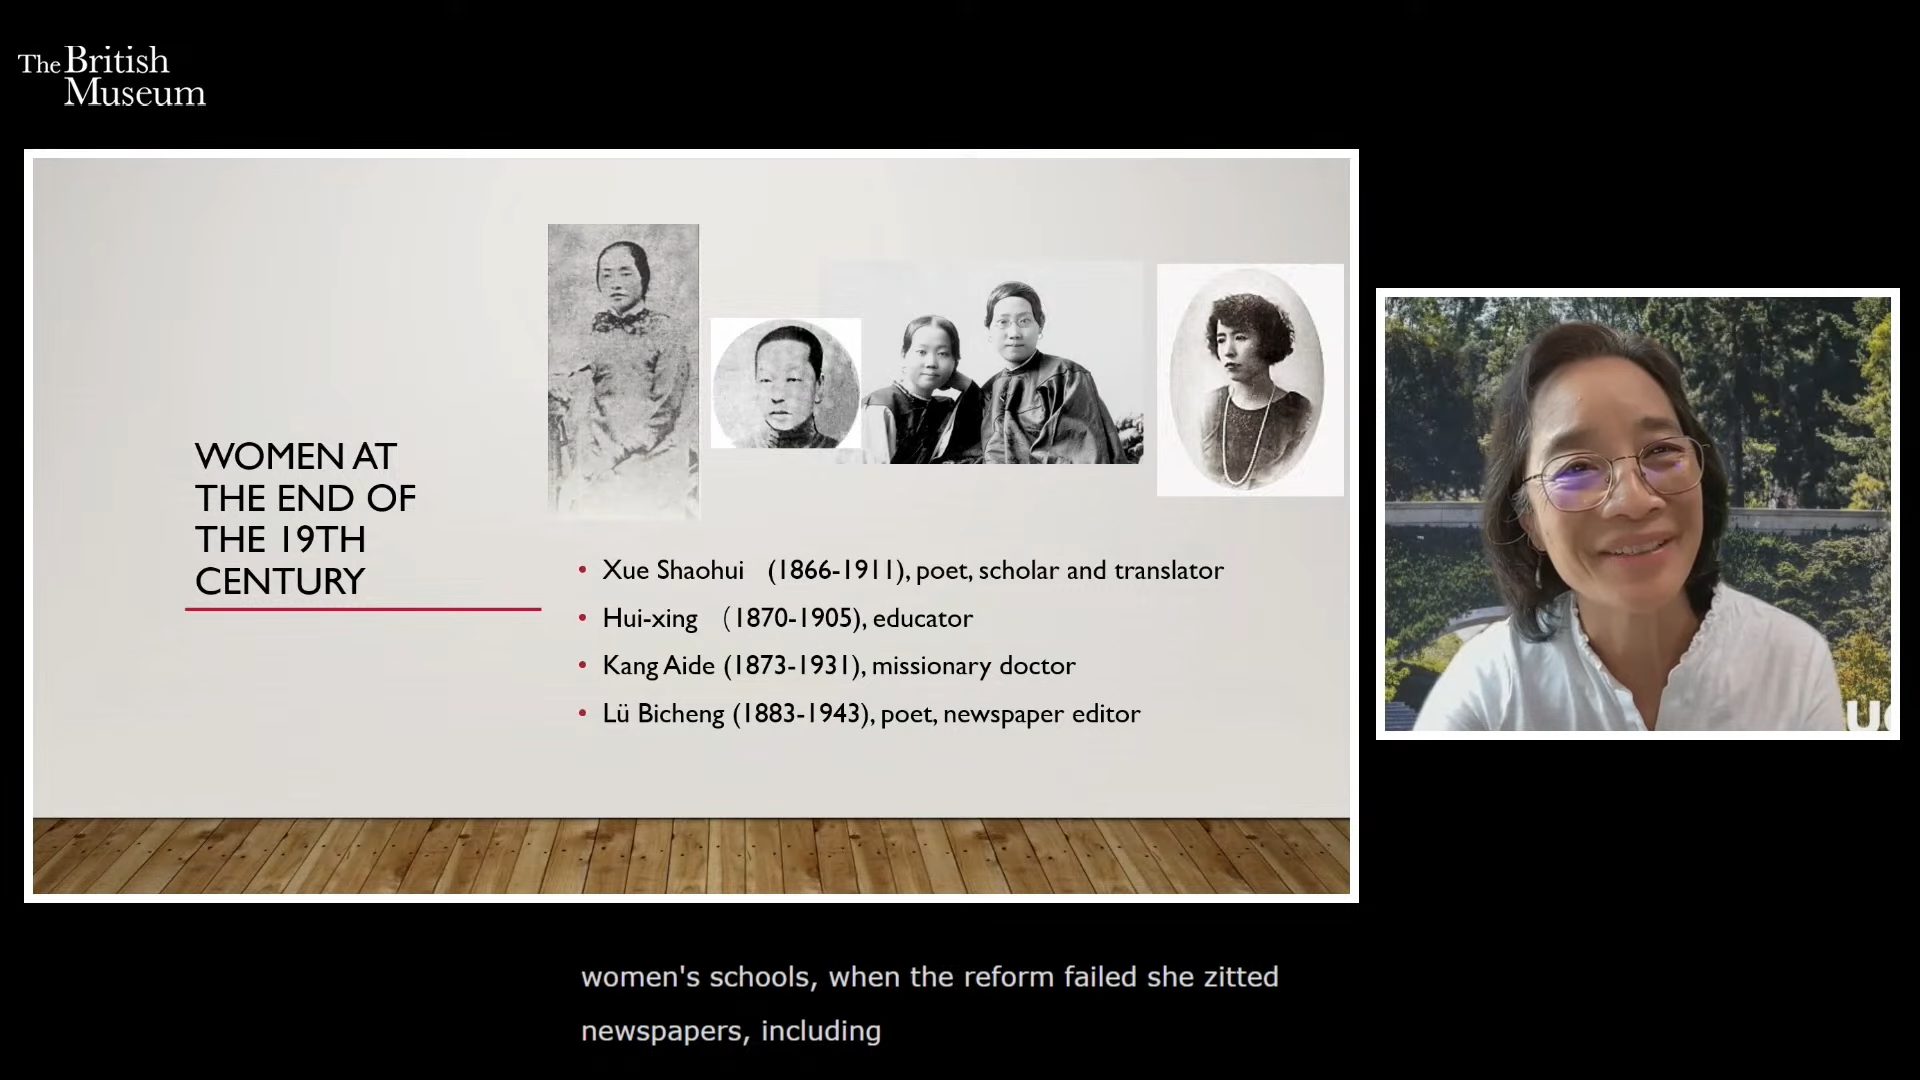 The British
Museum
WOMEN AT
THE END OF
THE 19TH
CENTURY
• Xue Shaohui (1866-1911), poet, scholar and translator
• Hui-xing （1870-1905), educator
• Kang Aide (1873-1931), missionary doctor
• Lü Bicheng (1883-1943), poet, newspaper editor
women's schools, when the reform failed she zitted
newspapers, including